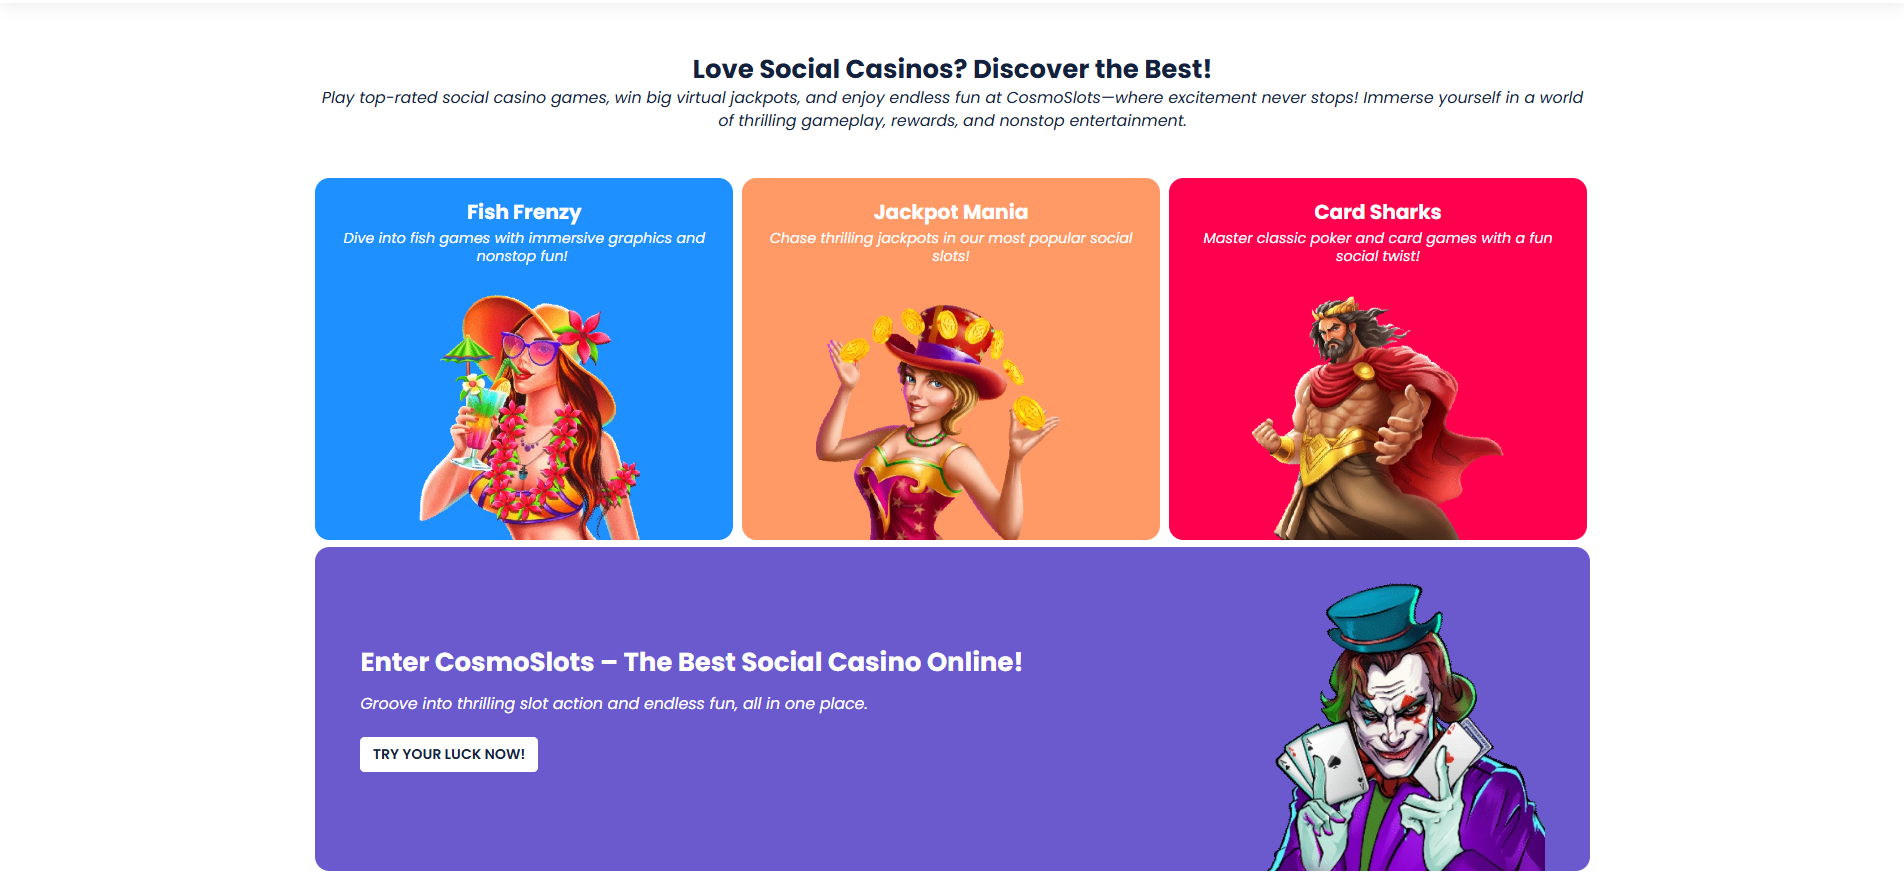 Love Social Casinos? Discover the Best!
Play top-rated social casino games, win big virtual jackpots, and enjoy endless fun at CosmoSlots—where excitement never stops! Immerse yourself in a world
of thrilling gameplay, rewards, and nonstop entertainment.
Fish Frenzy
Dive into fish games with immersive graphics and
nonstop fun!
Jackpot Mania
Chase thrilling jackpots in our most popular social
slots!
Card Sharks
Master classic poker and card games with a fun
social twist!
Enter CosmoSlots – The Best Social Casino Online!
Groove into thrilling slot action and endless fun, all in one place.
TRY YOUR LUCK NOW!